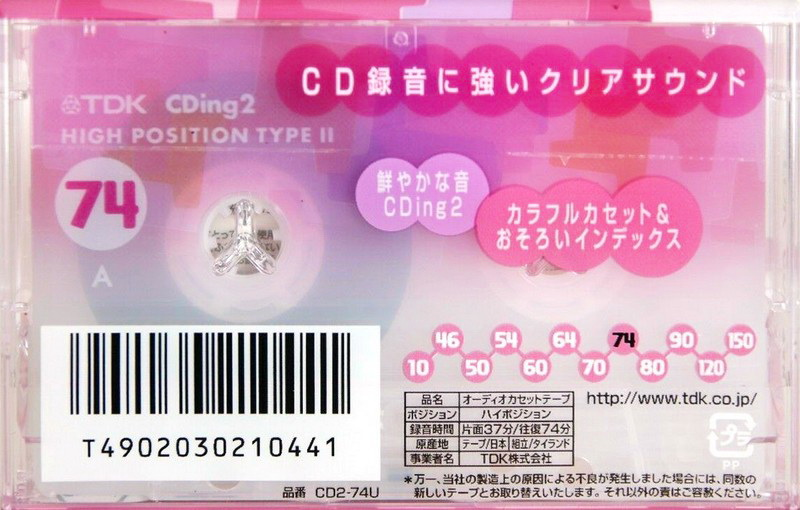 CD録音に強いクリアサウンド
TDK CDing2
HIGH POSITION TYPE II
74
A
鮮やかな音
CDing2
カラフルカセット&
おそろいインデックス
10 46 50 54 60 64 70 74 80 90 120 150
品名 オーディオカセットテープ
ポジション ハイポジション
録音時間 片面37分/往復74分
原産地 テープ/日本 組立/タイランド
事業者名 TDK株式会社
http://www.tdk.co.jp/
プラ
PP
T4902030210441
品番 CD2-74U
*万一、当社の製造上の原因による不良が発生しました場合には、同数の
新しいテープとお取り替えいたします。それ以外の責はご容赦ください。